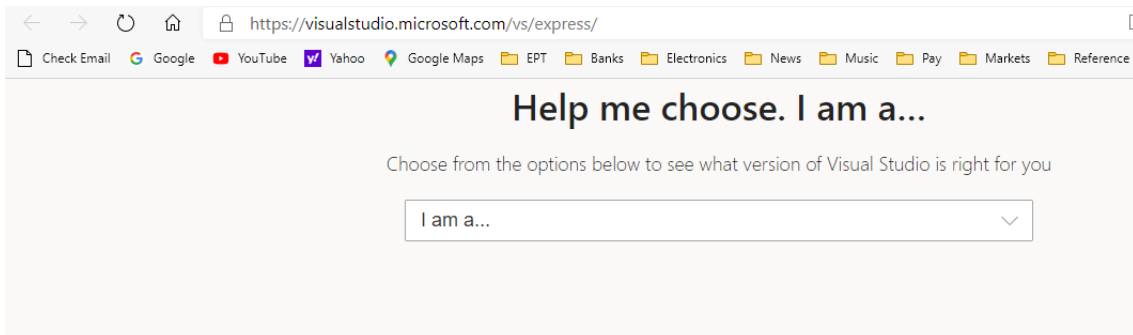 https://visualstudio.microsoft.com/vs/express/
Check Email Google YouTube Yahoo Google Maps EPT Banks Electronics News Music Pay Markets Reference
Help me choose. I am a...
Choose from the options below to see what version of Visual Studio is right for you
I am a...